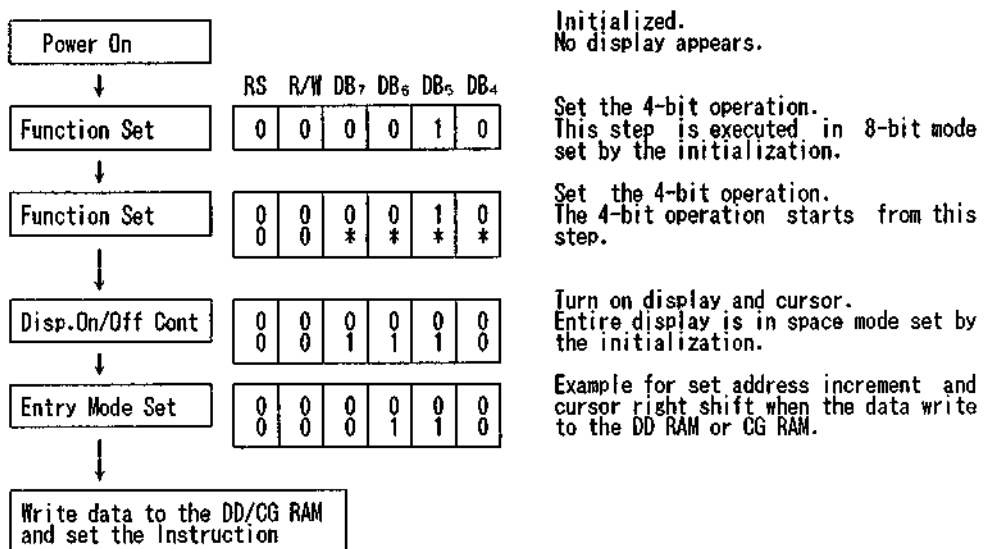 Power On
Initialized.
No display appears.
RS R/W DB₇ DB₆ DB₅ DB₄
Function Set
0 0 0 0 1 0
Set the 4-bit operation.
This step is executed in 8-bit mode
set by the initialization.
Function Set
0 0 0 0 1 0
0 0 * * * *
Set the 4-bit operation.
The 4-bit operation starts from this
step.
Disp.On/Off Cont
0 0 0 0 0 0
0 0 1 1 1 0
Turn on display and cursor.
Entire display is in space mode set by
the initialization.
Entry Mode Set
0 0 0 0 0 0
0 0 0 1 1 0
Example for set address increment and
cursor right shift when the data write
to the DD RAM or CG RAM.
Write data to the DD/CG RAM
and set the Instruction